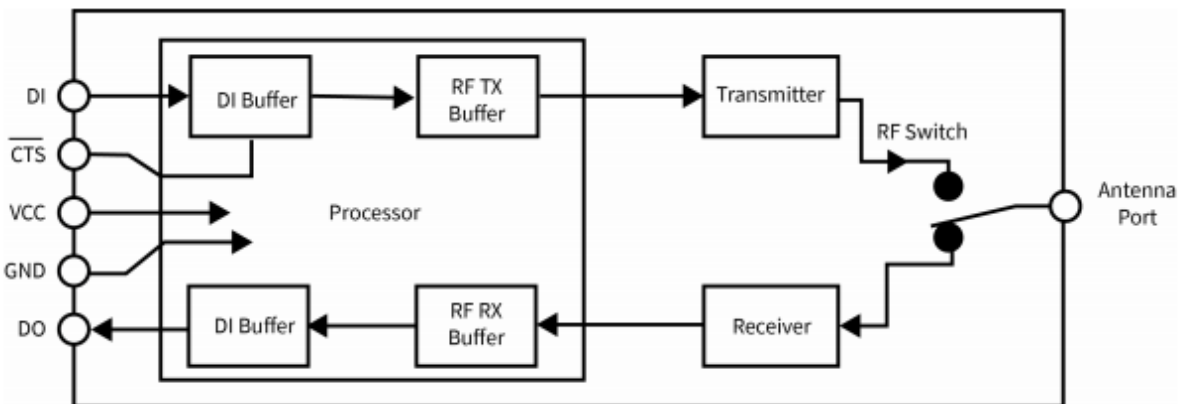 DI
CTS
VCC
GND
DO
DI Buffer
RF TX
Buffer
Transmitter
RF Switch
Processor
Antenna
Port
DI Buffer
RF RX
Buffer
Receiver